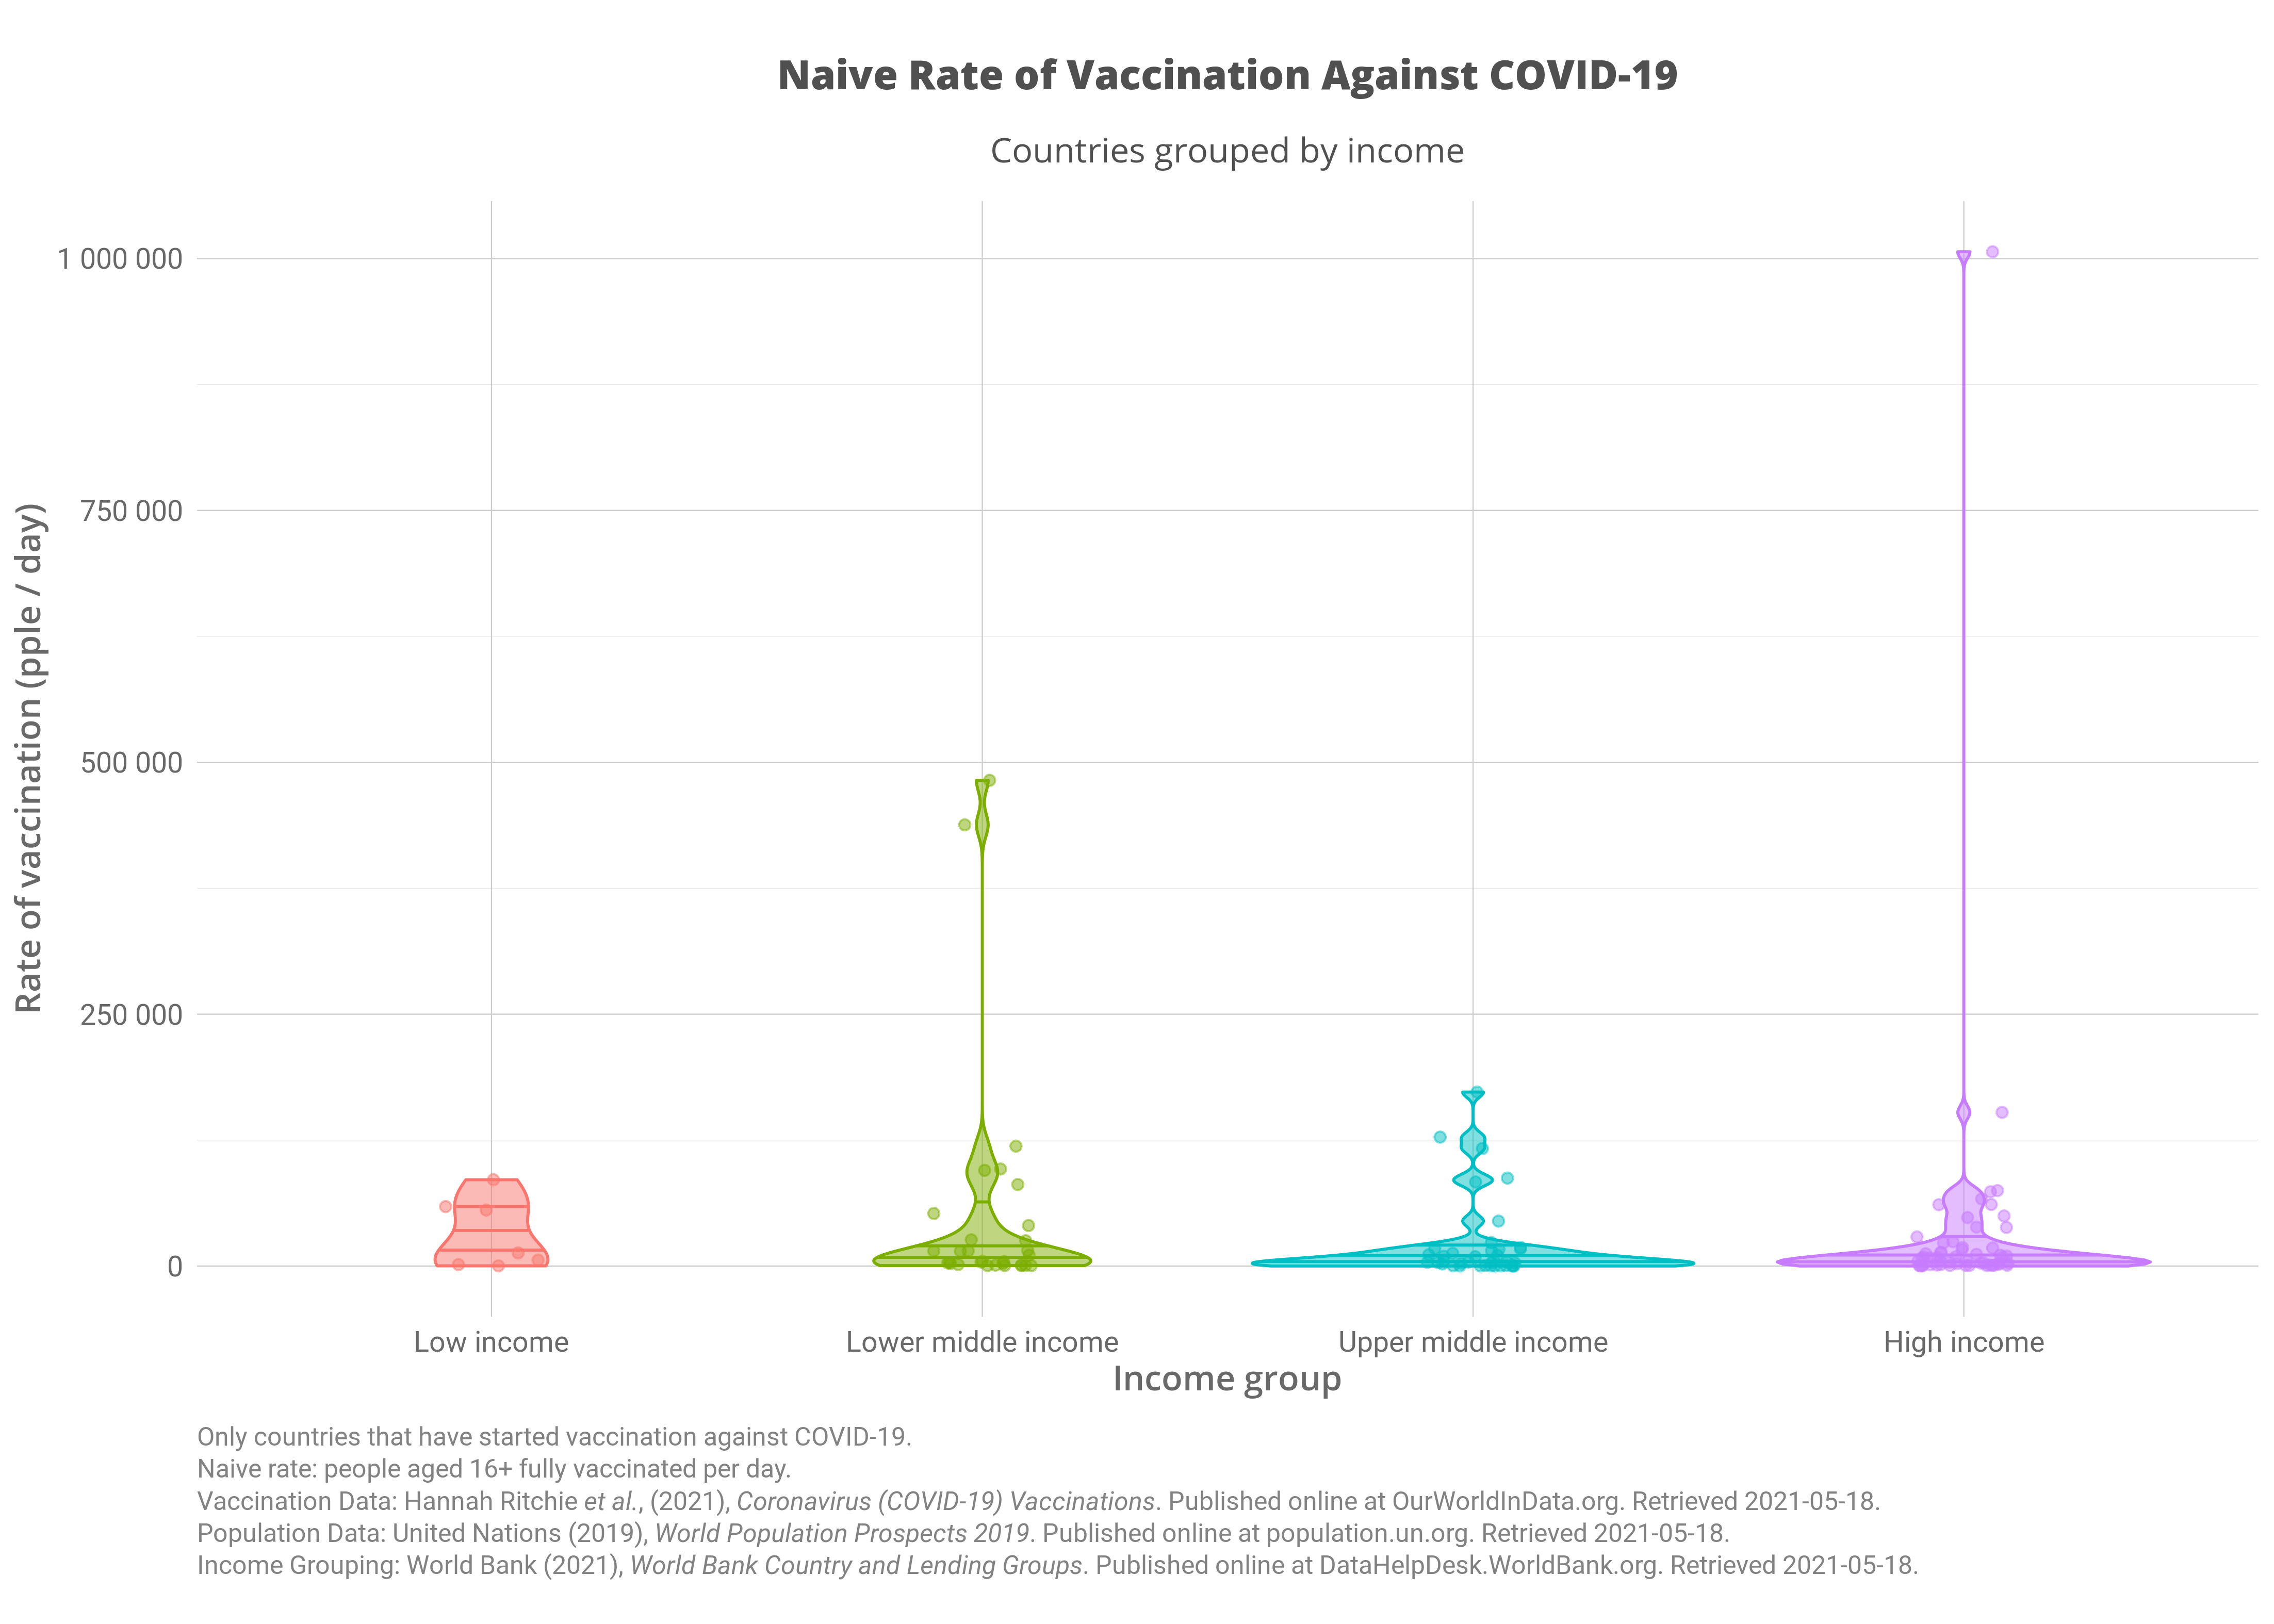 Naive Rate of Vaccination Against COVID-19
Countries grouped by income
Rate of vaccination (pple / day)
1 000 000
750 000
500 000
250 000
0
Low income
Lower middle income
Upper middle income
High income
Income group
Only countries that have started vaccination against COVID-19.
Naive rate: people aged 16+ fully vaccinated per day.
Vaccination Data: Hannah Ritchie et al., (2021), Coronavirus (COVID-19) Vaccinations. Published online at OurWorldInData.org. Retrieved 2021-05-18.
Population Data: United Nations (2019), World Population Prospects 2019. Published online at population.un.org. Retrieved 2021-05-18.
Income Grouping: World Bank (2021), World Bank Country and Lending Groups. Published online at DataHelpDesk.WorldBank.org. Retrieved 2021-05-18.